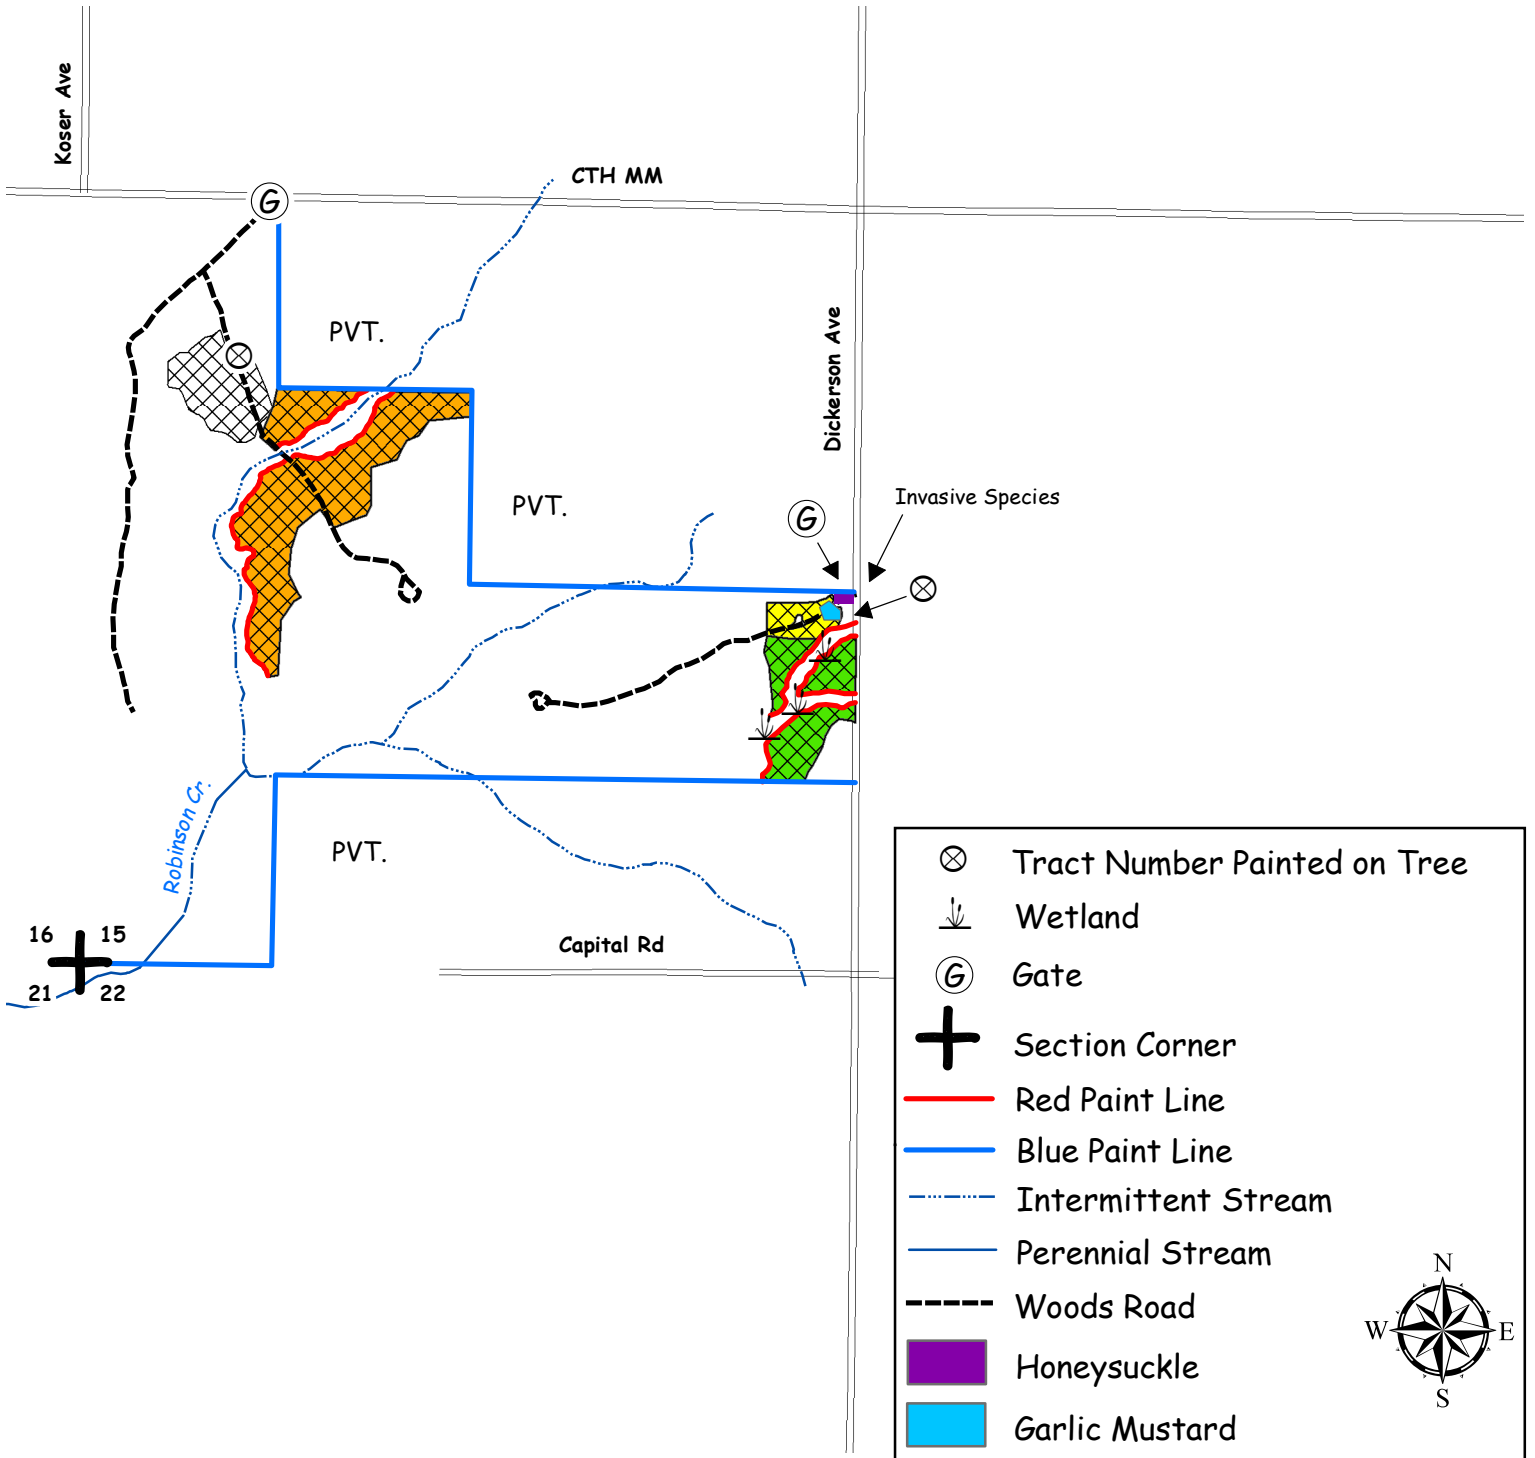 Koser Ave
CTH MM
G
PVT.
Dickerson Ave
PVT.
Invasive Species
G
Robinson Cr.
PVT.
16 15
21 22
Capital Rd
Tract Number Painted on Tree
Wetland
G Gate
Section Corner
Red Paint Line
Blue Paint Line
Intermittent Stream
Perennial Stream
Woods Road
Honeysuckle
Garlic Mustard
N
W E
S